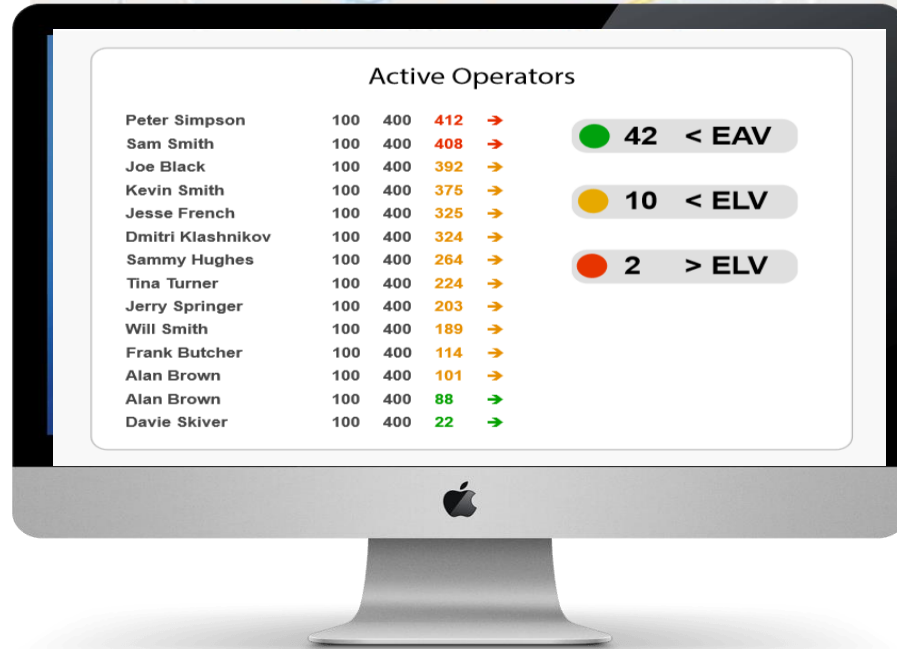 Active Operators
Peter Simpson 100 400 412 ➔
Sam Smith 100 400 408 ➔
Joe Black 100 400 392 ➔
Kevin Smith 100 400 375 ➔
Jesse French 100 400 325 ➔
Dmitri Klashnikov 100 400 324 ➔
Sammy Hughes 100 400 264 ➔
Tina Turner 100 400 224 ➔
Jerry Springer 100 400 203 ➔
Will Smith 100 400 189 ➔
Frank Butcher 100 400 114 ➔
Alan Brown 100 400 101 ➔
Alan Brown 100 400 88 ➔
Davie Skiver 100 400 22 ➔
42 < EAV
10 < ELV
2 > ELV